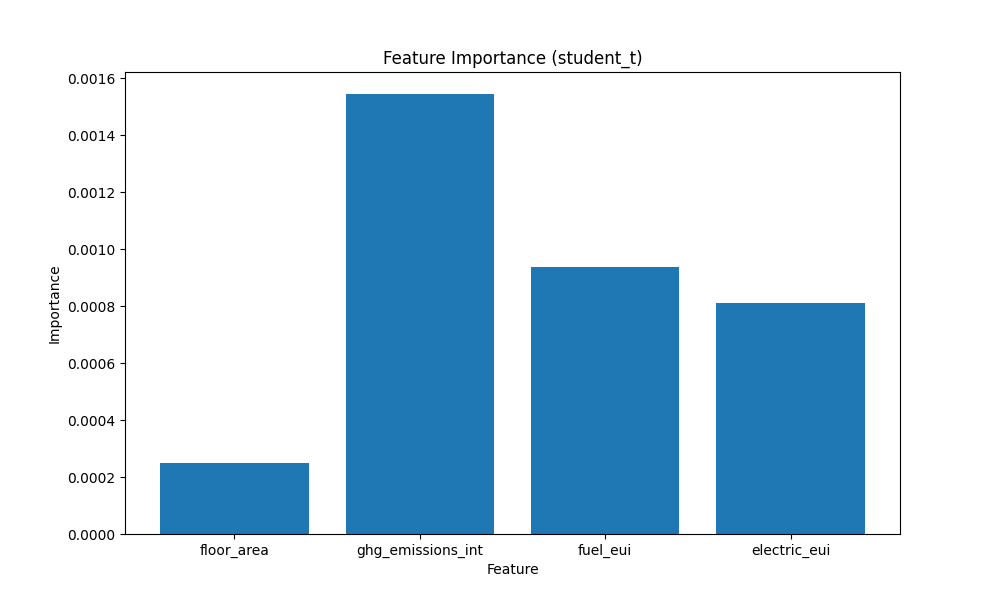 Feature Importance (student_t)
0.0016
0.0014
0.0012
0.0010
0.0008
0.0006
0.0004
0.0002
0.0000
Importance
floor_area ghg_emissions_int fuel_eui electric_eui
Feature